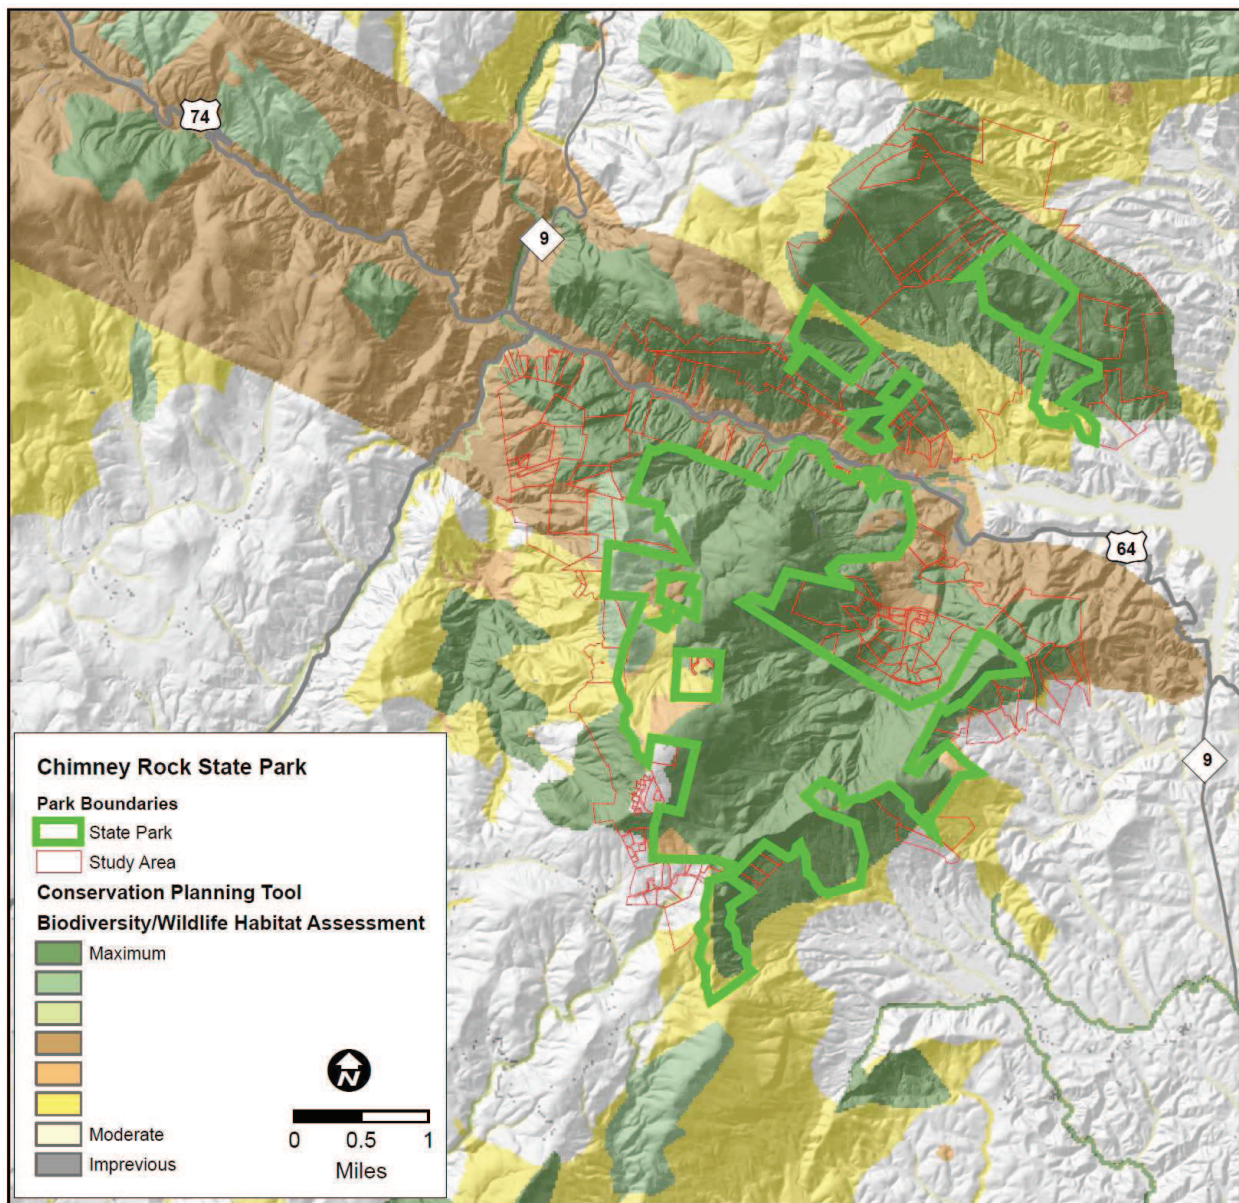 74
9
64
9
Chimney Rock State Park
Park Boundaries
State Park
Study Area
Conservation Planning Tool
Biodiversity/Wildlife Habitat Assessment
Maximum
Moderate
Imprevious
N
0 0.5 1
Miles